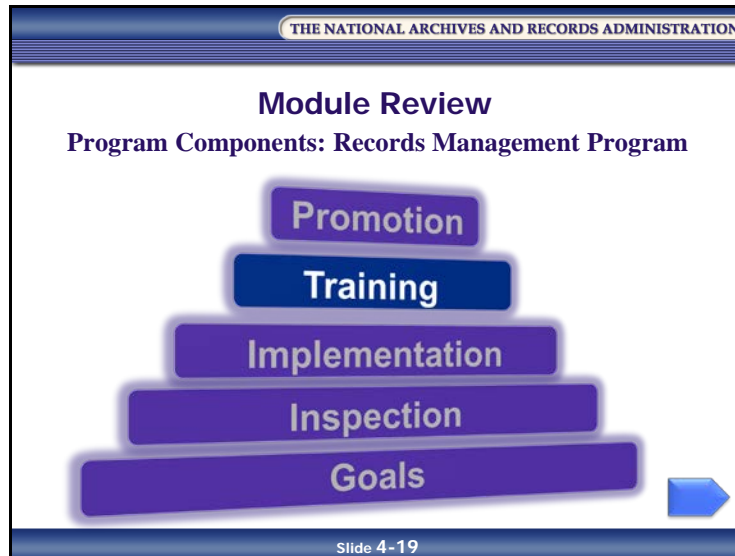 THE NATIONAL ARCHIVES AND RECORDS ADMINISTRATION
Module Review
Program Components: Records Management Program
Promotion
Training
Implementation
Inspection
Goals
Slide 4-19